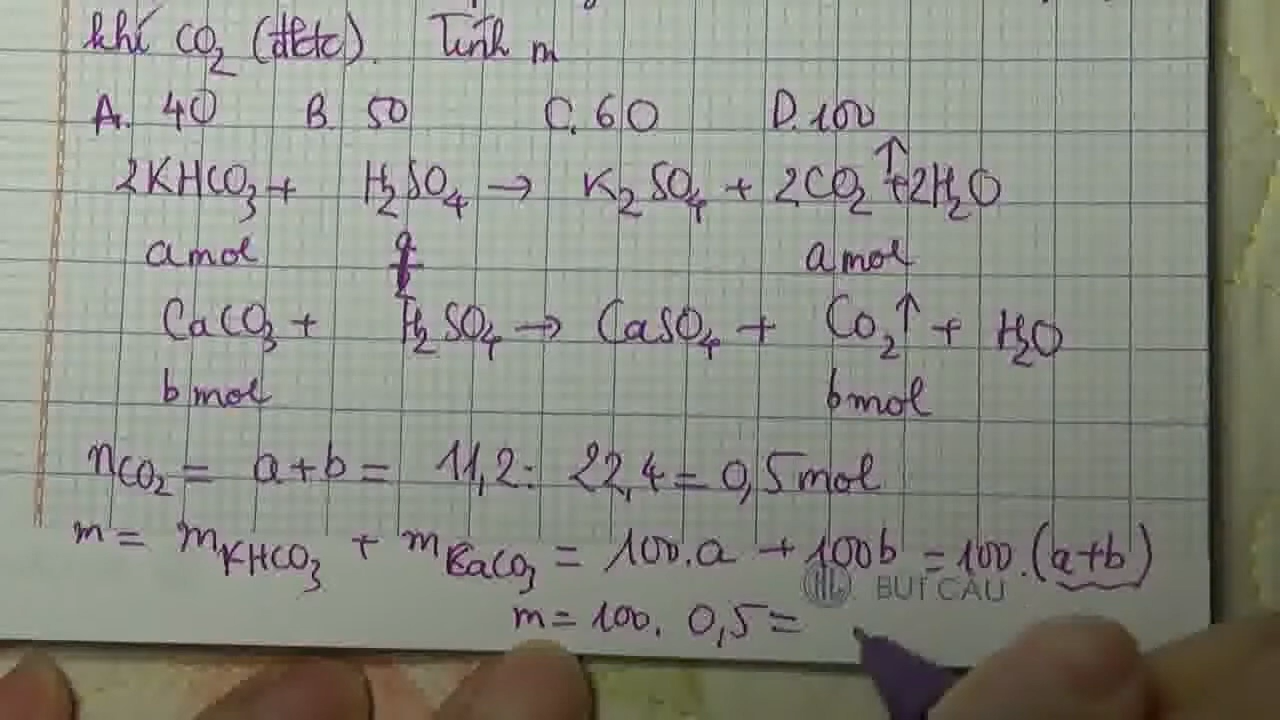 khí CO₂ (đktc). Tính m
A. 40 B. 50 C. 60 D. 100
2KHCO₃ + H₂SO₄ → K₂SO₄ + 2CO₂↑ + 2H₂O
a mol a mol
CaCO₃ + H₂SO₄ → CaSO₄ + CO₂↑ + H₂O
b mol b mol
nCO₂ = a+b = 11,2 : 22,4 = 0,5 mol
m = mKHCO₃ + mCaCO₃ = 100.a + 100b = 100.(a+b)
BUI CAU
m = 100. 0,5 =